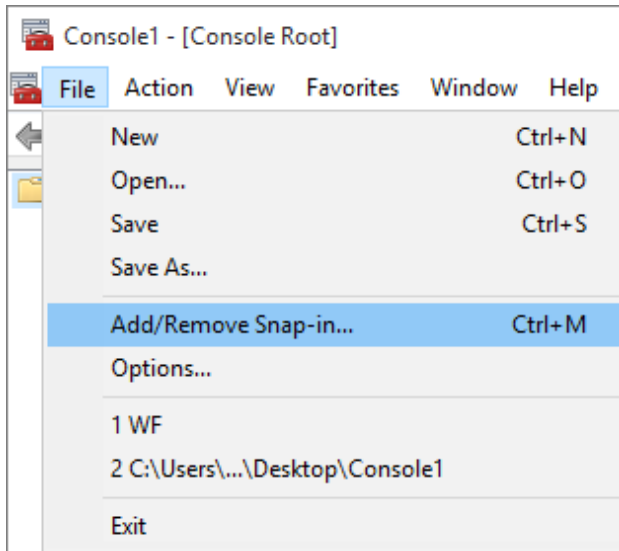 Console1 - [Console Root]
File Action View Favorites Window Help
New Ctrl+N
Open... Ctrl+O
Save Ctrl+S
Save As...
Add/Remove Snap-in... Ctrl+M
Options...
1 WF
2 C:\Users\...\Desktop\Console1
Exit